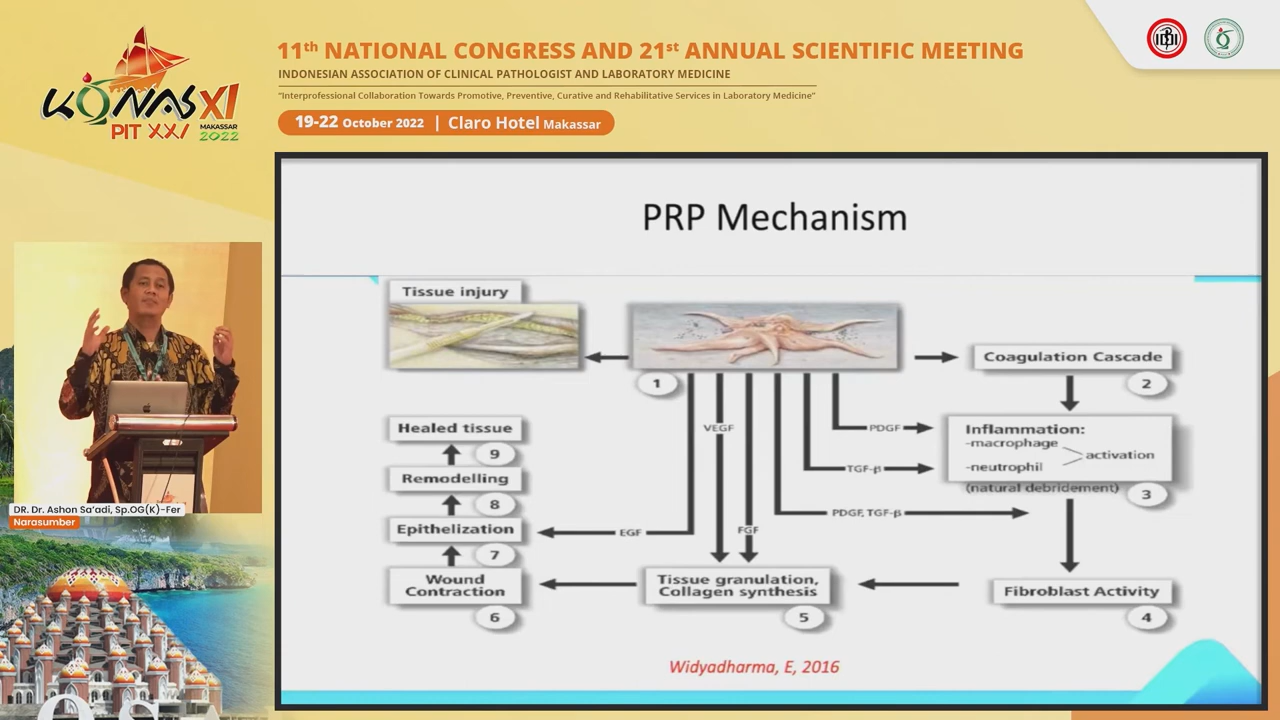 11th NATIONAL CONGRESS AND 21st ANNUAL SCIENTIFIC MEETING
INDONESIAN ASSOCIATION OF CLINICAL PATHOLOGIST AND LABORATORY MEDICINE
"Interprofessional Collaboration Towards Promotive, Preventive, Curative and Rehabilitative Services in Laboratory Medicine"
19-22 October 2022 | Claro Hotel Makassar
KONAS XI
PIT XXI
MAKASSAR
2022
IDI
PRP Mechanism
Tissue injury
1
Coagulation Cascade
2
Inflammation:
-macrophage
-neutrophil
activation
(natural debridement)
3
Fibroblast Activity
4
Tissue granulation,
Collagen synthesis
5
Wound
Contraction
6
Epithelization
7
Remodelling
8
Healed tissue
9
VEGF
FGF
EGF
PDGF
TGF-β
PDGF, TGF-β
Widyadharma, E, 2016
DR. Dr. Ashon Sa'adi, Sp.OG(K)-Fer
Narasumber